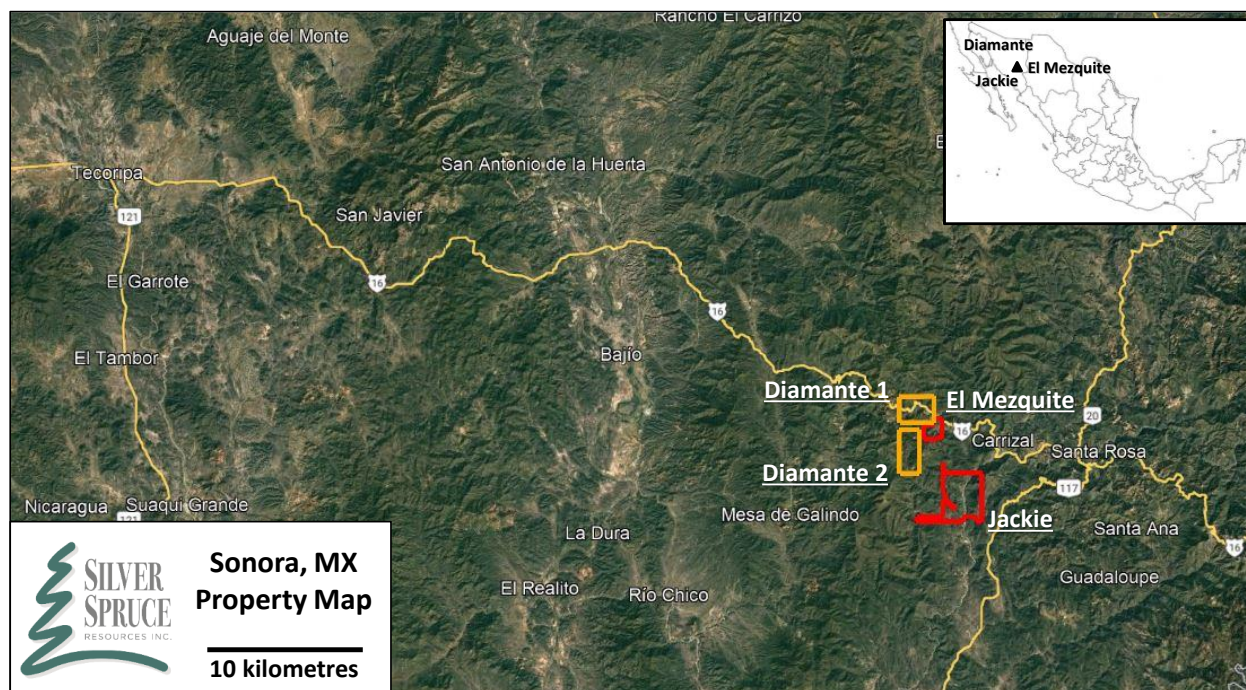 Rancho El Carrizo
Aguaje del Monte
Diamante
El Mezquite
Jackie
Tecoripa
San Antonio de la Huerta
121
San Javier
El Garrote
16
16
El Tambor
Bajío
Diamante 1
El Mezquite
20
16
Carrizal
Santa Rosa
Diamante 2
117
Nicaragua
Suaqui Grande
121
Mesa de Galindo
Jackie
Santa Ana
La Dura
16
Guadaloupe
El Realito
Río Chico
SILVER
SPRUCE
RESOURCES INC.
Sonora, MX
Property Map
10 kilometres